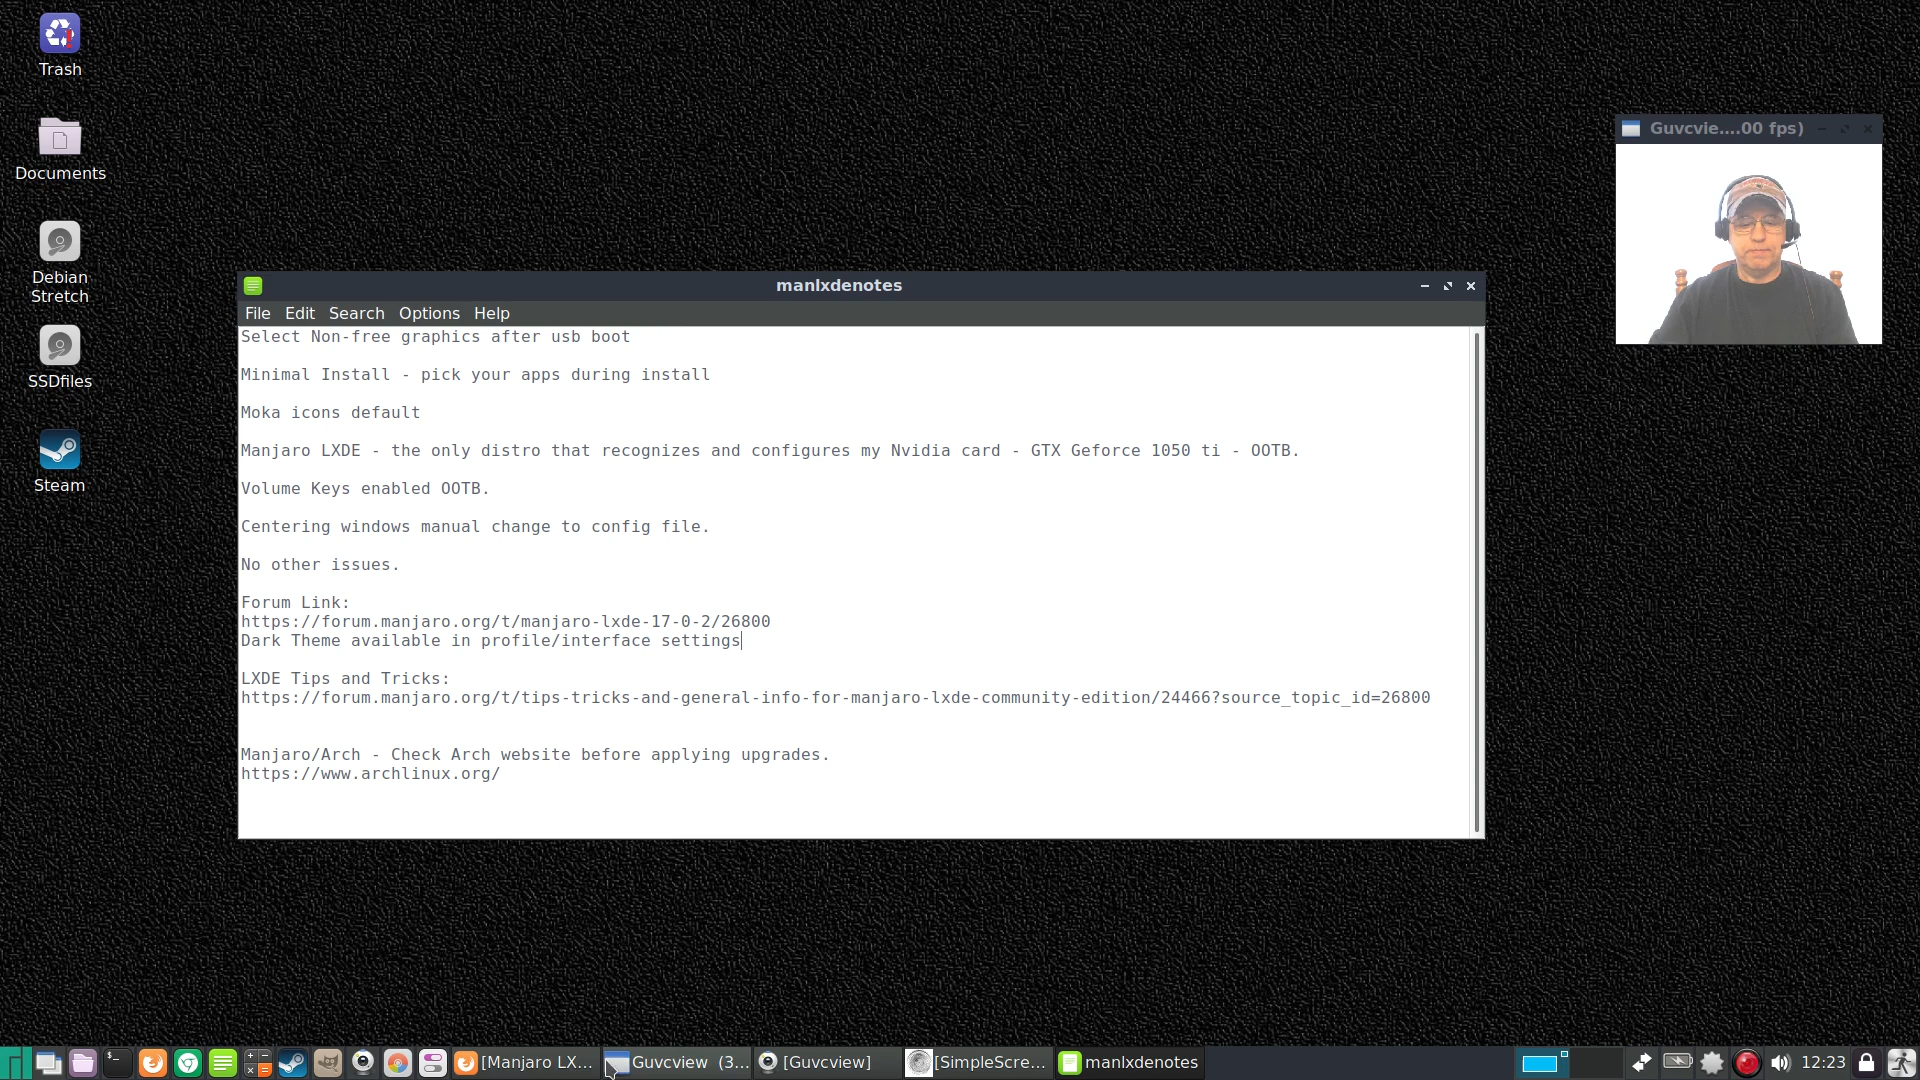 Trash
Documents
Debian
Stretch
SSDfiles
Steam
Guvcvie....00 fps)
manlxdenotes
File Edit Search Options Help
Select Non-free graphics after usb boot
Minimal Install - pick your apps during install
Moka icons default
Manjaro LXDE - the only distro that recognizes and configures my Nvidia card - GTX Geforce 1050 ti - OOTB.
Volume Keys enabled OOTB.
Centering windows manual change to config file.
No other issues.
Forum Link:
https://forum.manjaro.org/t/manjaro-lxde-17-0-2/26800
Dark Theme available in profile/interface settings
LXDE Tips and Tricks:
https://forum.manjaro.org/t/tips-tricks-and-general-info-for-manjaro-lxde-community-edition/24466?source_topic_id=26800
Manjaro/Arch - Check Arch website before applying upgrades.
https://www.archlinux.org/
[Manjaro LX... Guvcview (3... [Guvcview] [SimpleScre... manlxdenotes 12:23